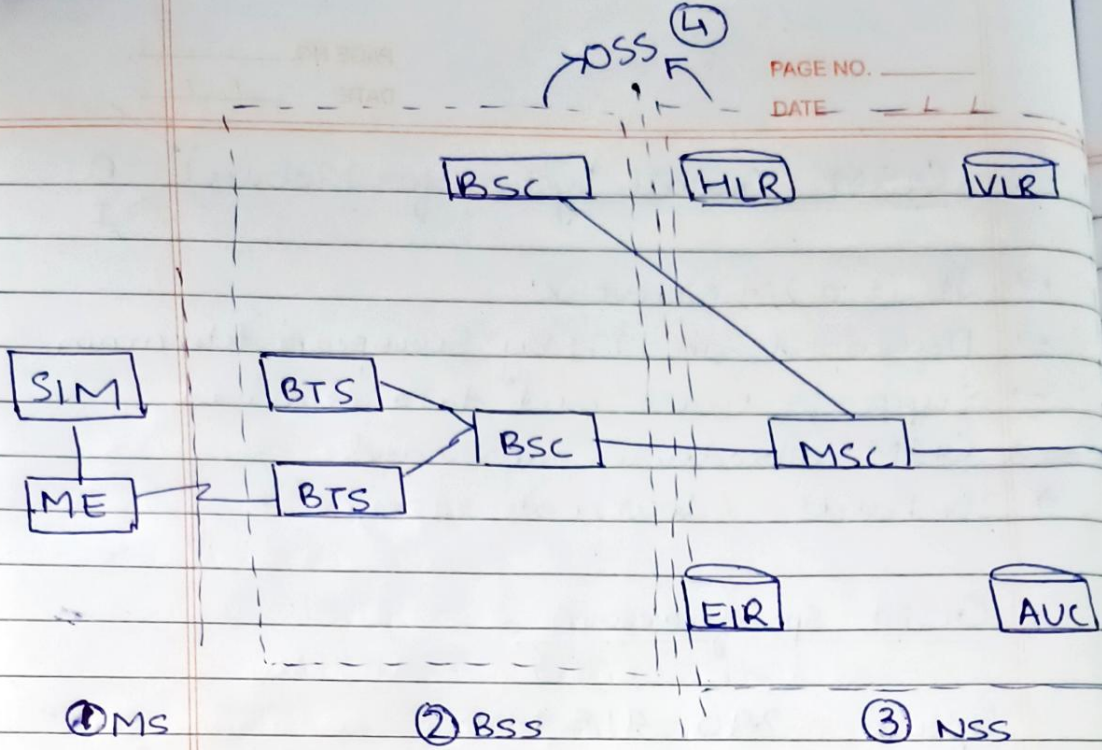 OSS ④
PAGE NO.
DATE
BSC HLR VLR
SIM BTS BSC MSC
ME BTS
EIR AUC
① MS ② BSS ③ NSS